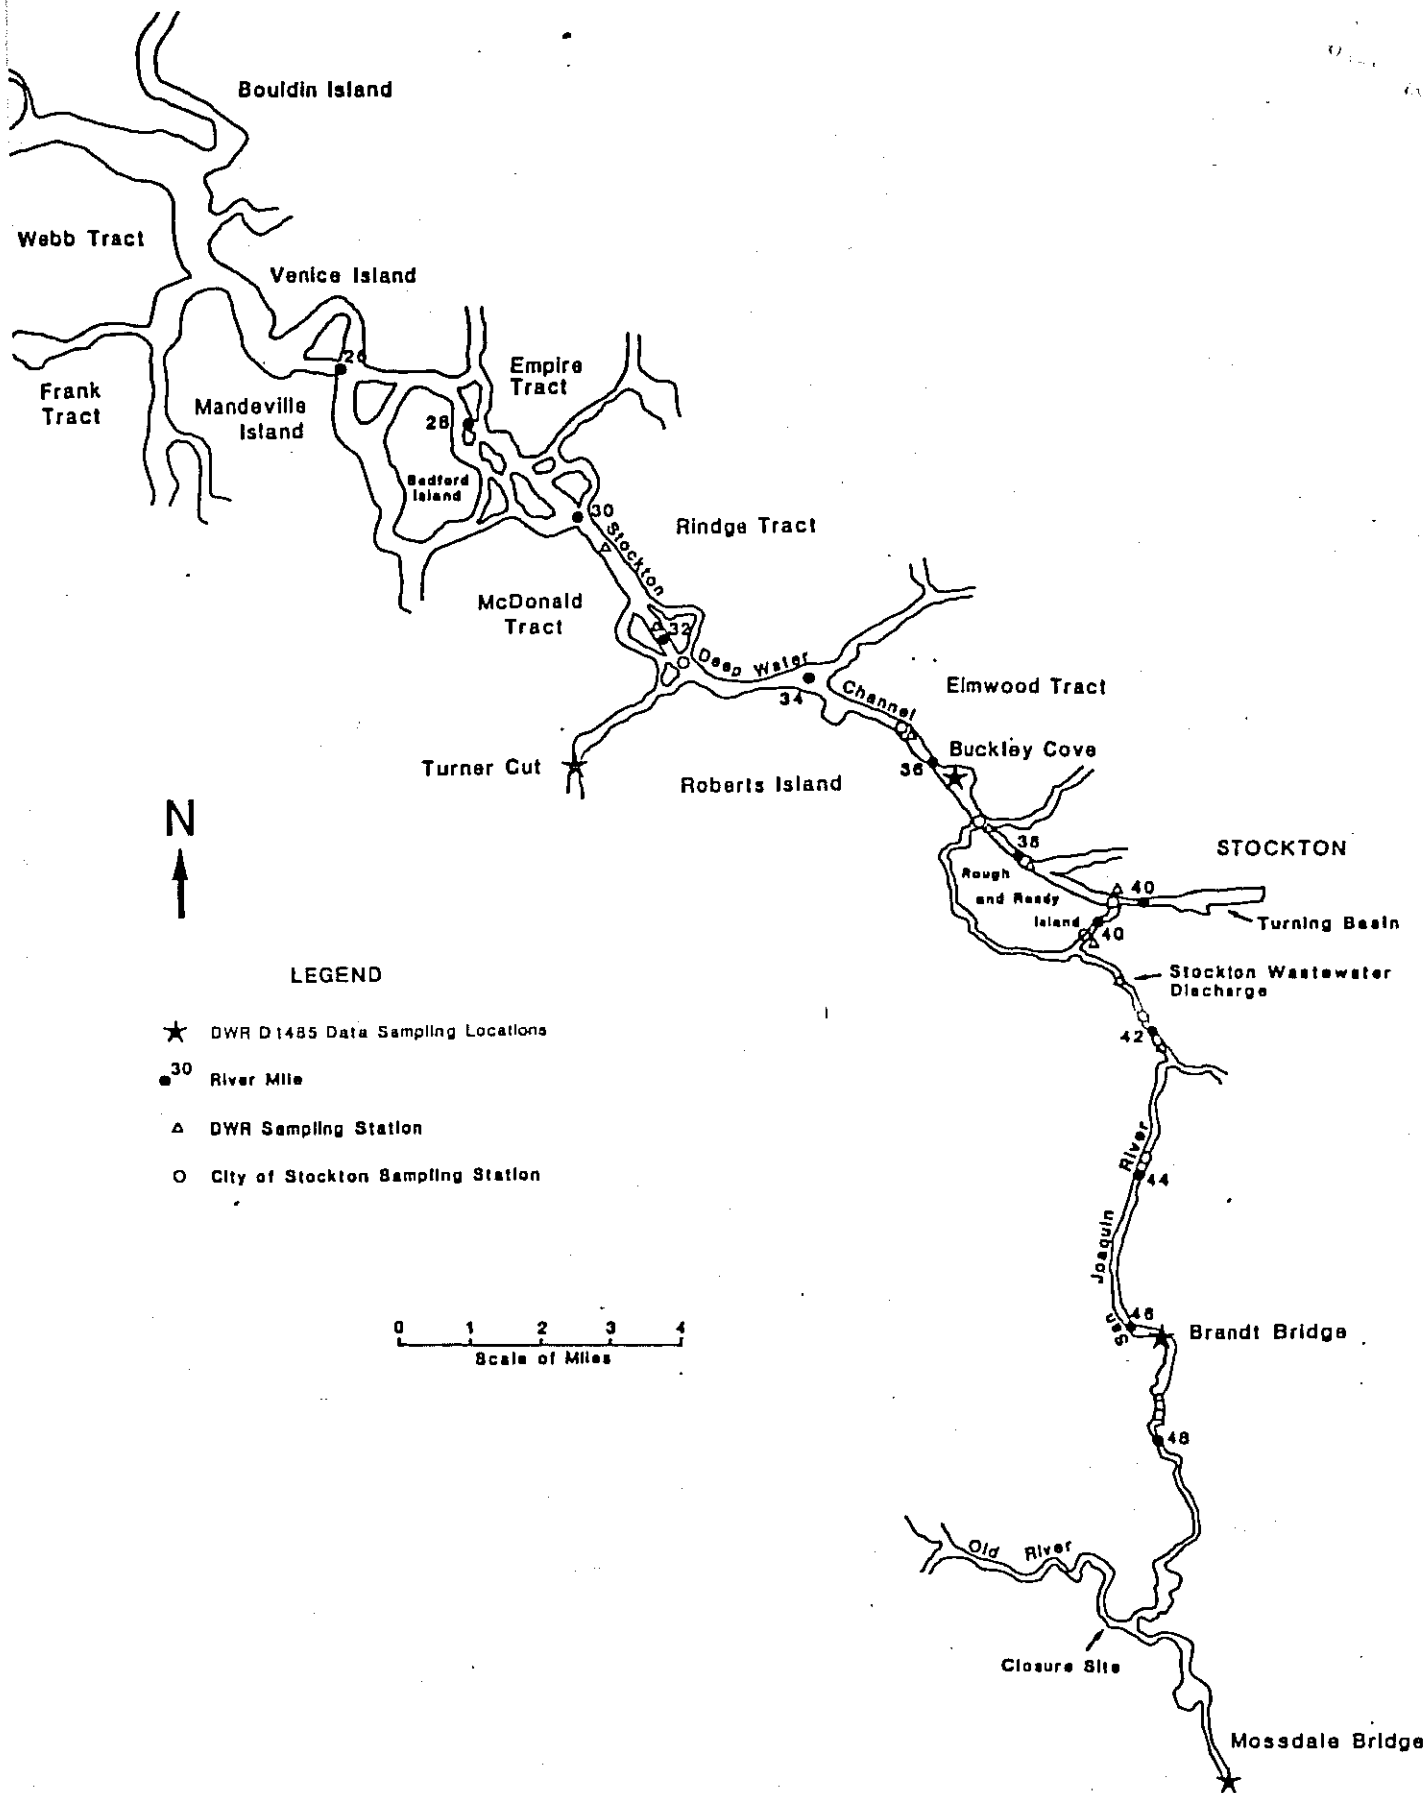 Bouldin Island
Webb Tract
Venice Island
26
Empire
Tract
Frank
Tract
Mandeville
Island
28
Bedford
Island
30
Stockton
Rindge Tract
McDonald
Tract
32
Deep Water
Channel
34
Elmwood Tract
Buckley Cove
Turner Cut
36
Roberts Island
N
38
STOCKTON
Rough
and Ready
Island
40
Turning Basin
40
LEGEND
Stockton Wastewater
Discharge
DWR D1485 Data Sampling Locations
42
30
River Mile
DWR Sampling Station
City of Stockton Sampling Station
River
44
Joaquin
San
46
Brandt Bridge
0 1 2 3 4
Scale of Miles
48
Old River
Closure Site
Mossdale Bridge